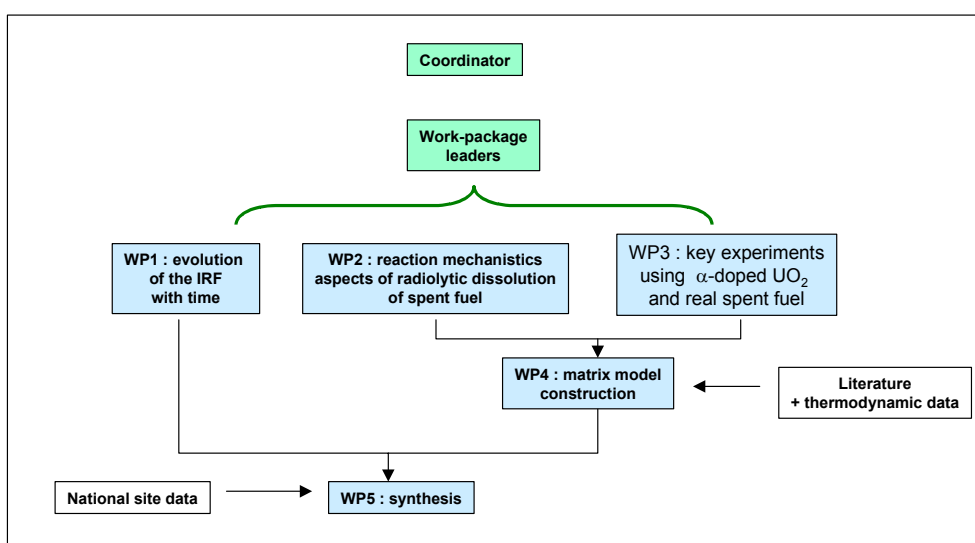 Coordinator
Work-package
leaders
WP1 : evolution
of the IRF
with time
WP2 : reaction mechanistics
aspects of radiolytic dissolution
of spent fuel
WP3 : key experiments
using α-doped UO₂
and real spent fuel
WP4 : matrix model
construction
Literature
+ thermodynamic data
National site data
WP5 : synthesis